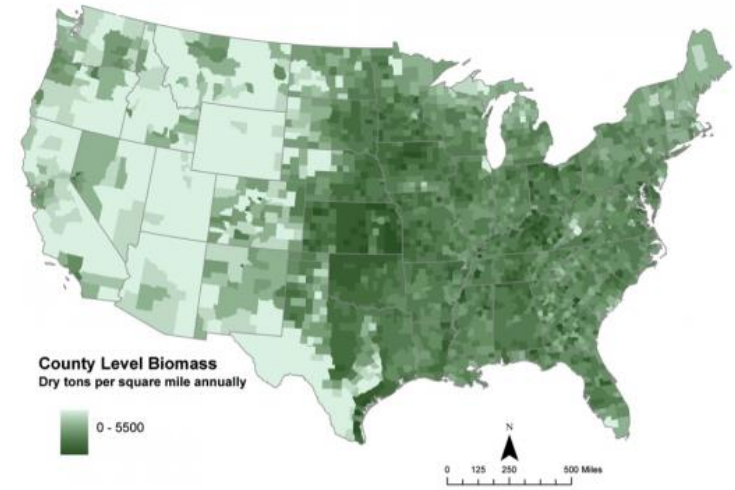 County Level Biomass
Dry tons per square mile annually
0 - 5500
N
0 125 250 500 Miles